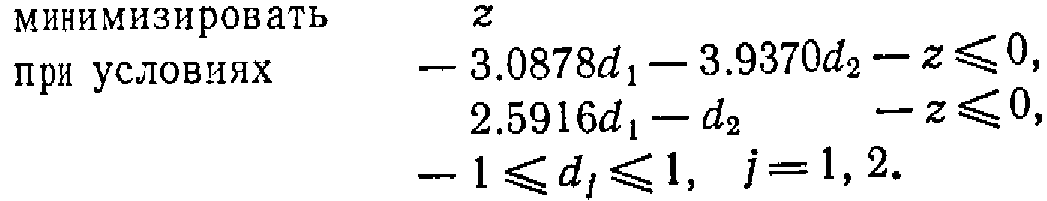 минимизировать z
при условиях − 3.0878d₁ − 3.9370d₂ − z ⩽ 0,
2.5916d₁ − d₂ − z ⩽ 0,
− 1 ⩽ dⱼ ⩽ 1, j = 1, 2.